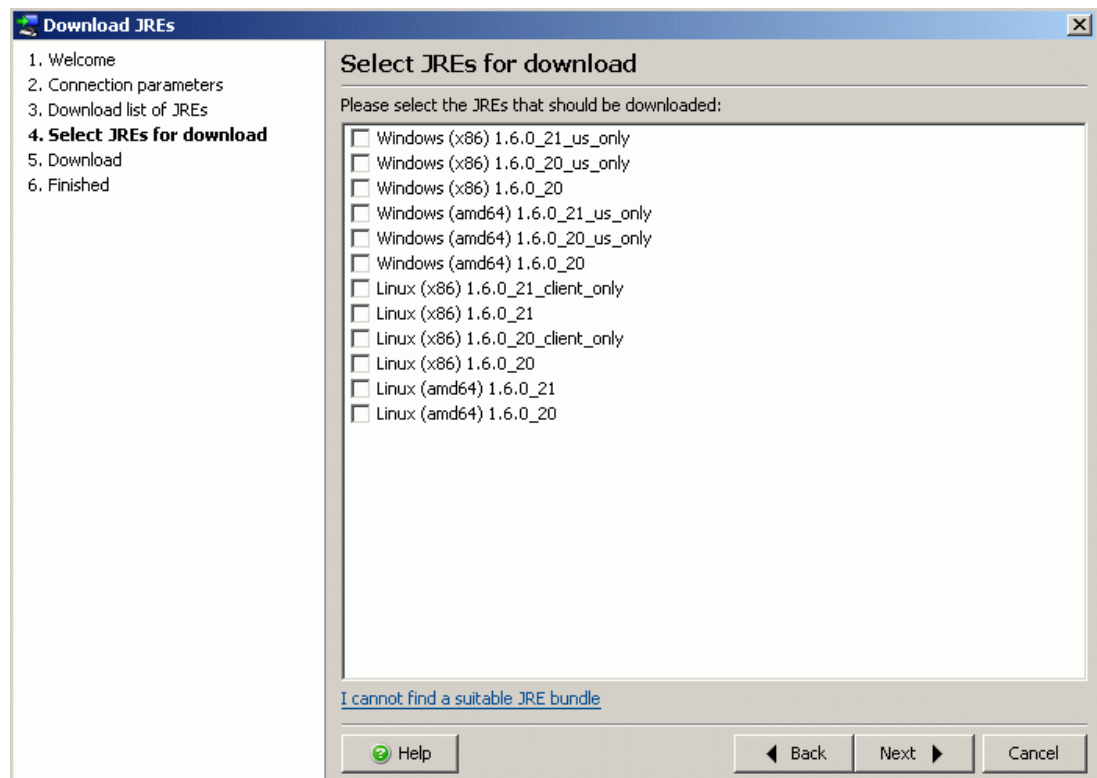 Download JREs
1. Welcome
2. Connection parameters
3. Download list of JREs
4. Select JREs for download
5. Download
6. Finished
Select JREs for download
Please select the JREs that should be downloaded:
Windows (x86) 1.6.0_21_us_only
Windows (x86) 1.6.0_20_us_only
Windows (x86) 1.6.0_20
Windows (amd64) 1.6.0_21_us_only
Windows (amd64) 1.6.0_20_us_only
Windows (amd64) 1.6.0_20
Linux (x86) 1.6.0_21_client_only
Linux (x86) 1.6.0_21
Linux (x86) 1.6.0_20_client_only
Linux (x86) 1.6.0_20
Linux (amd64) 1.6.0_21
Linux (amd64) 1.6.0_20
I cannot find a suitable JRE bundle
Help
Back
Next
Cancel